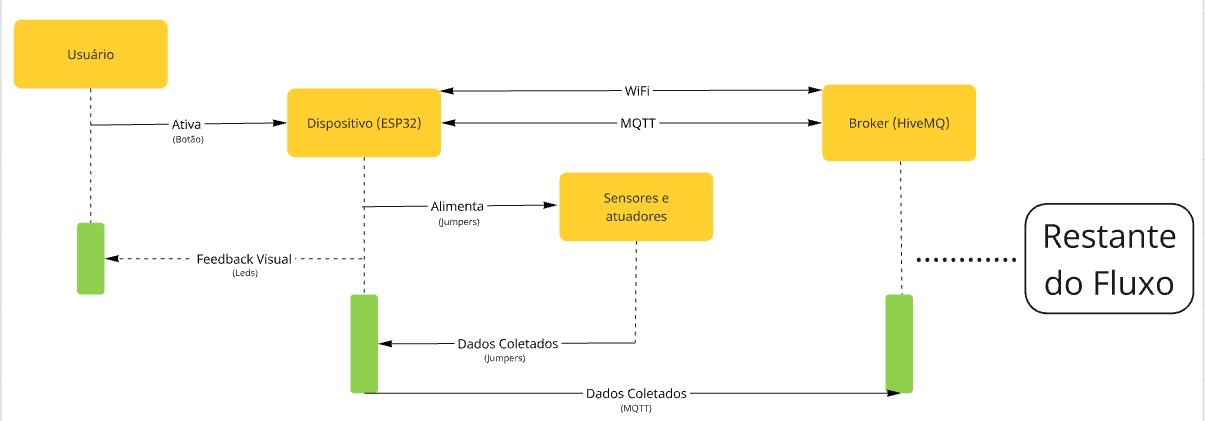 Usuário
WiFi
Dispositivo (ESP32)
MQTT
Broker (HiveMQ)
Ativa
(Botão)
Sensores e
atuadores
Alimenta
(Jumpers)
Restante
do Fluxo
Feedback Visual
(Leds)
Dados Coletados
(Jumpers)
Dados Coletados
(MQTT)